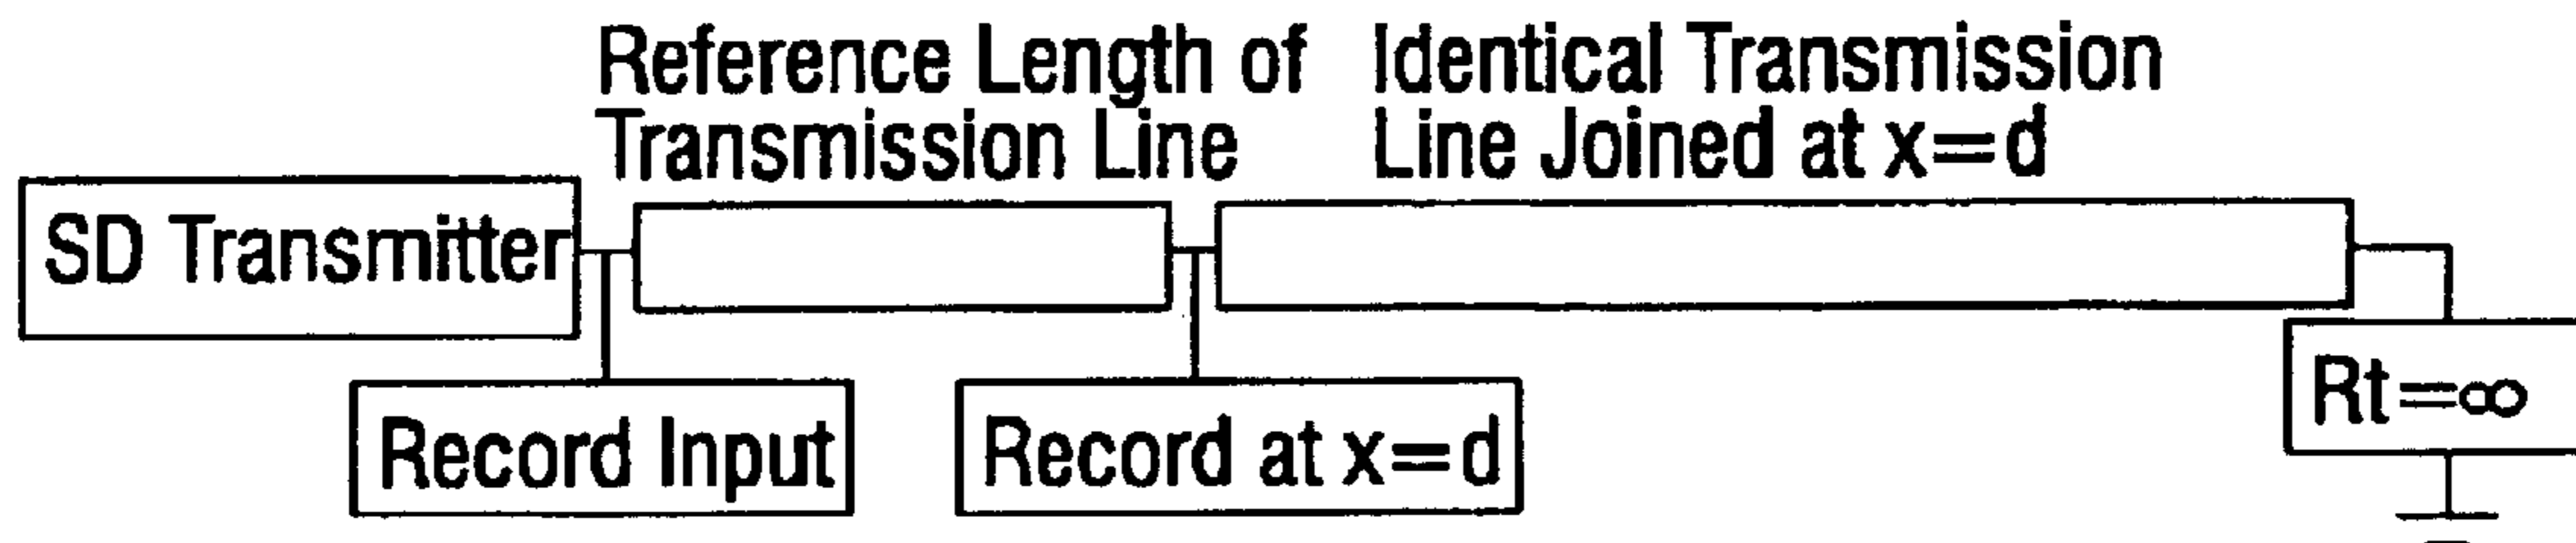 Reference Length of
Transmission Line
Identical Transmission
Line Joined at x=d
SD Transmitter
Record Input
Record at x=d
Rt=∞